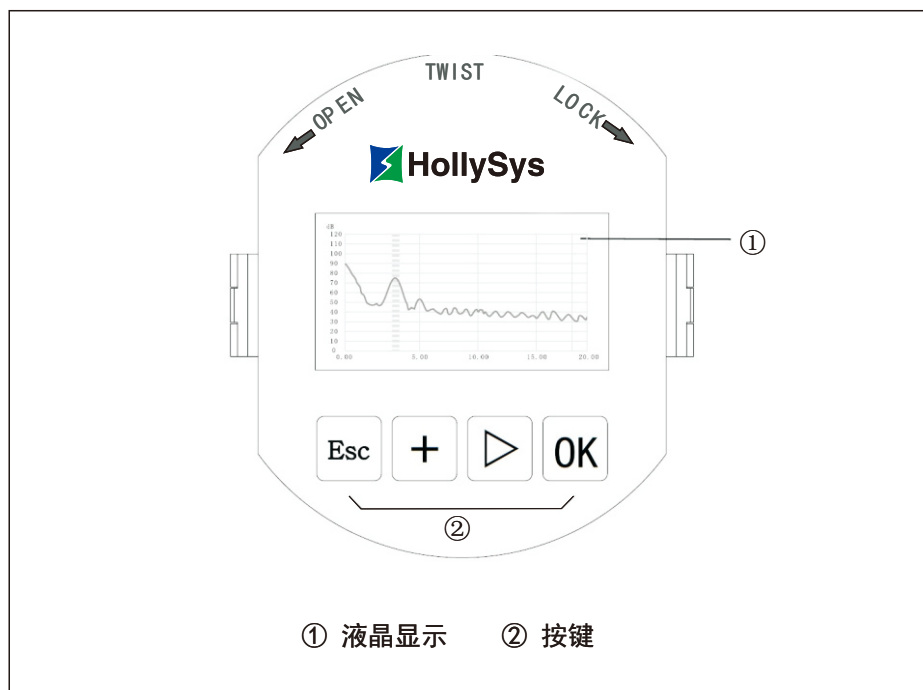 TWIST
OPEN
LOCK
HollySys
dB
120
110
100
90
80
70
60
50
40
30
20
10
0
0.00 5.00 10.00 15.00 20.00
①
Esc + ▷ OK
②
① 液晶显示 ② 按键